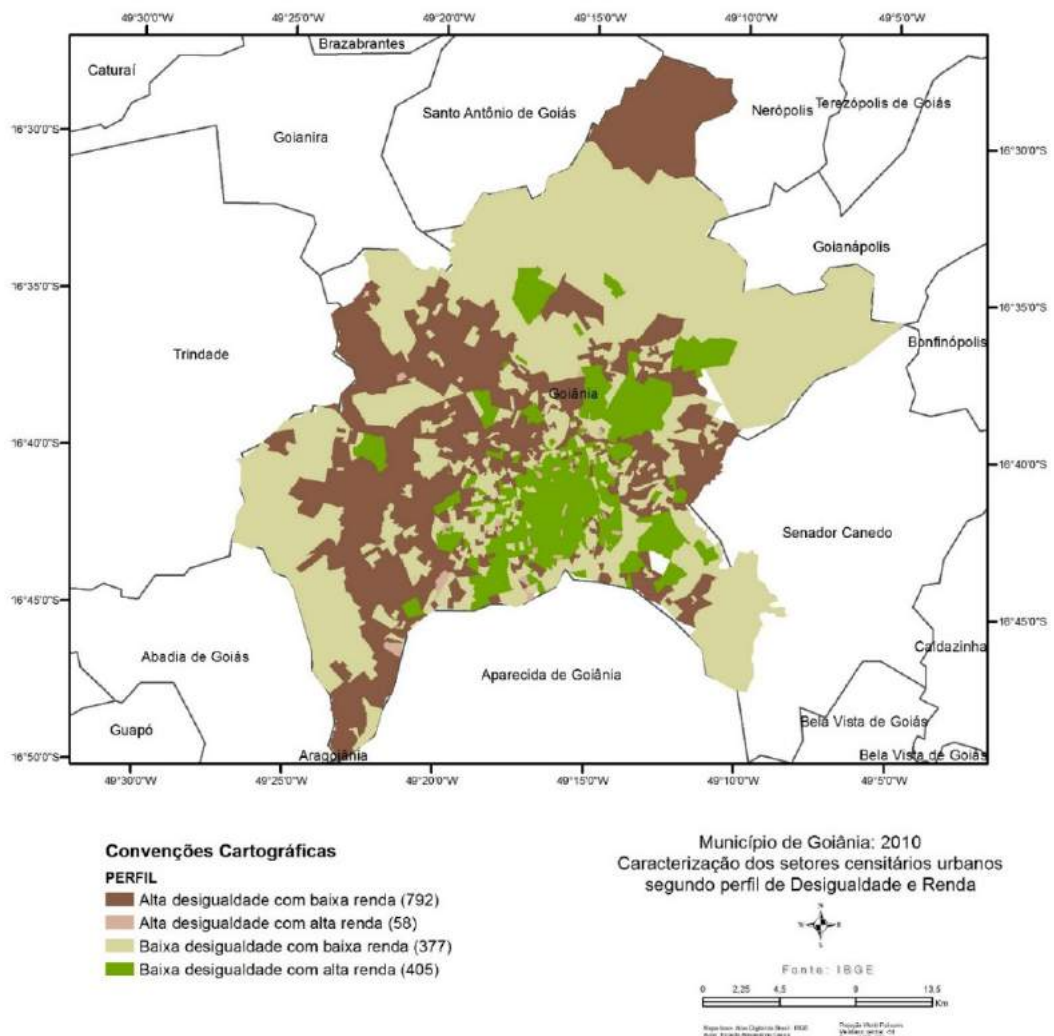 49°30'0"W 49°25'0"W 49°20'0"W 49°15'0"W 49°10'0"W 49°5'0"W
Brazabrantes
Caturaí
Santo Antônio de Goiás
Nerópolis
Terezópolis de Goiás
16°30'0"S
Goianira
16°30'0"S
Goianápolis
16°35'0"S
16°35'0"S
Trindade
Bonfinópolis
Goiânia
16°40'0"S
16°40'0"S
Senador Canedo
16°45'0"S
16°45'0"S
Caldazinha
Abadia de Goiás
Aparecida de Goiânia
Guapó
Bela Vista de Goiás
16°50'0"S
Aragoiânia
Bela Vista de Goiás
16°50'0"S
49°30'0"W 49°25'0"W 49°20'0"W 49°15'0"W 49°10'0"W 49°5'0"W
Convenções Cartográficas
PERFIL
Alta desigualdade com baixa renda (792)
Alta desigualdade com alta renda (58)
Baixa desigualdade com baixa renda (377)
Baixa desigualdade com alta renda (405)
Município de Goiânia: 2010
Caracterização dos setores censitários urbanos
segundo perfil de Desigualdade e Renda
N
S
Fonte: IBGE
0 2,25 4,5 9 13,5
Km